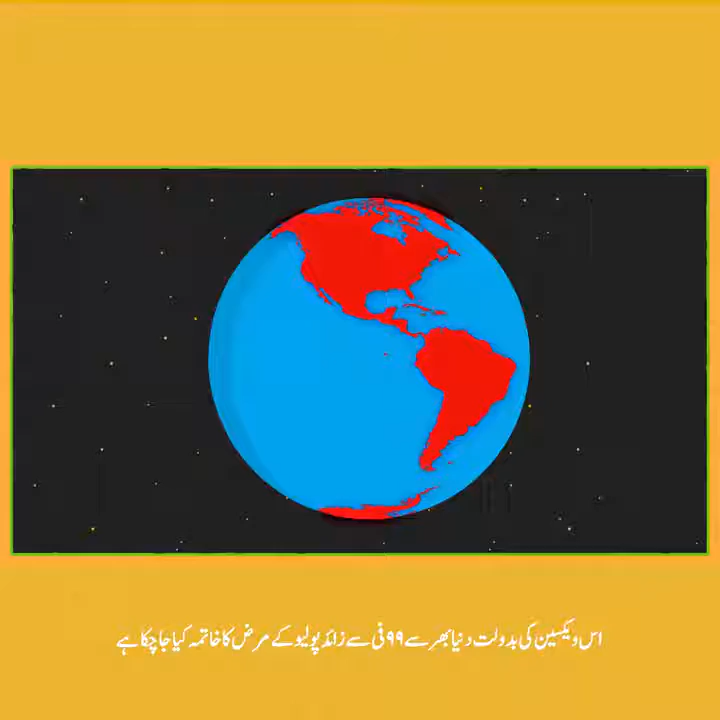 اس ویکسین کی بدولت دنیا بھر سے ۹۹ فی سے زائد پولیو کے مرض کا خاتمہ کیا جا چکا ہے